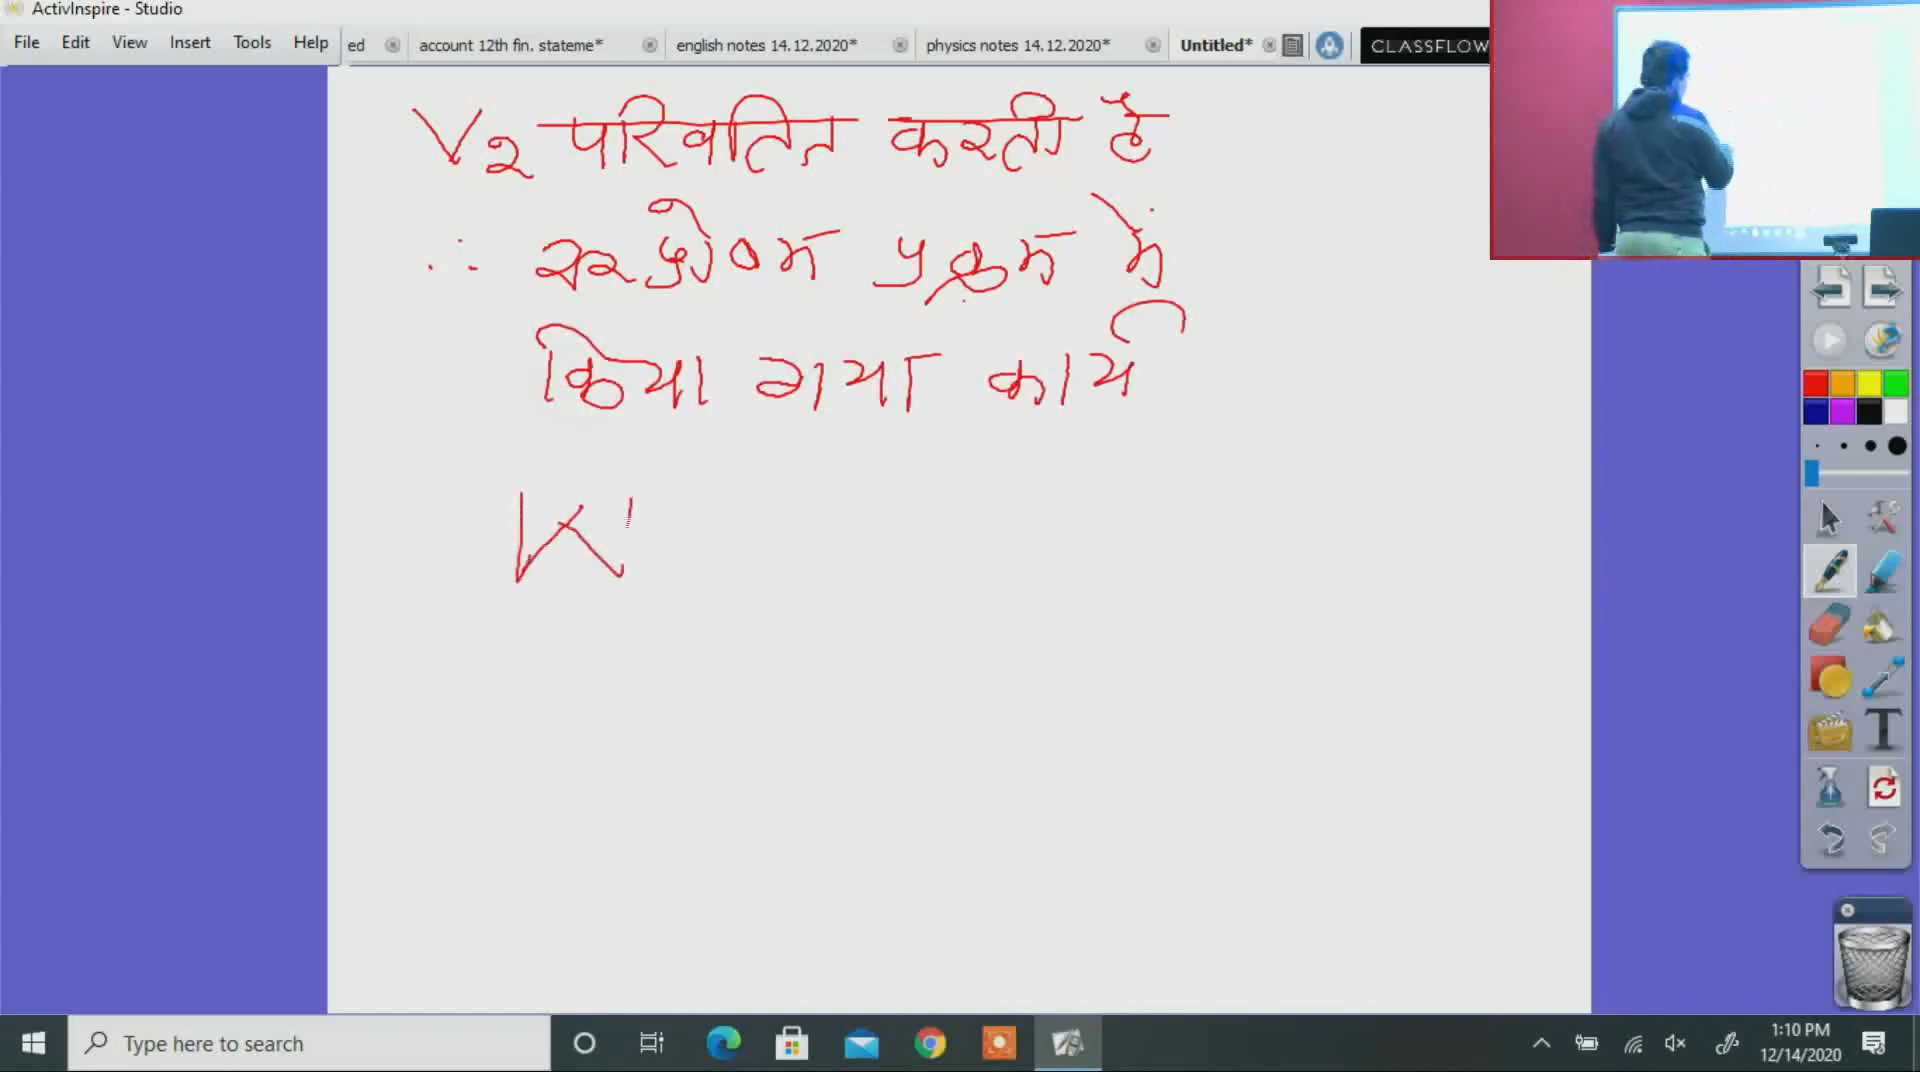 ActivInspire - Studio
File Edit View Insert Tools Help ed account 12th fin. stateme* english notes 14.12.2020* physics notes 14.12.2020* Untitled* CLASSFLOW
V2 परिवर्तित करती है
∴ प्रक्रम में
किया गया कार्य
W
T
Type here to search
1:10 PM
12/14/2020